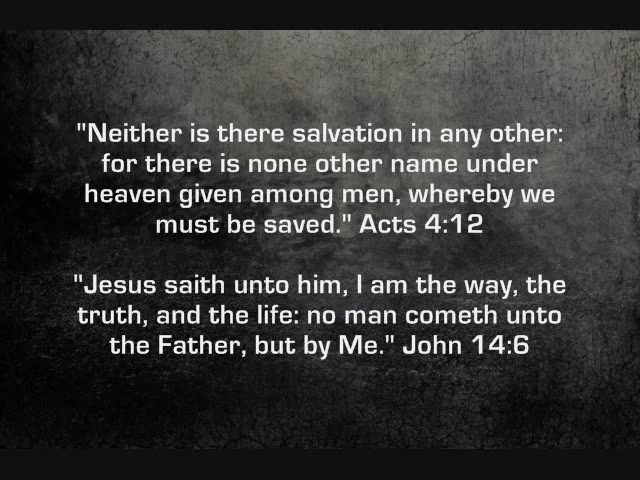 "Neither is there salvation in any other:
for there is none other name under
heaven given among men, whereby we
must be saved." Acts 4:12
"Jesus saith unto him, I am the way, the
truth, and the life: no man cometh unto
the Father, but by Me." John 14:6